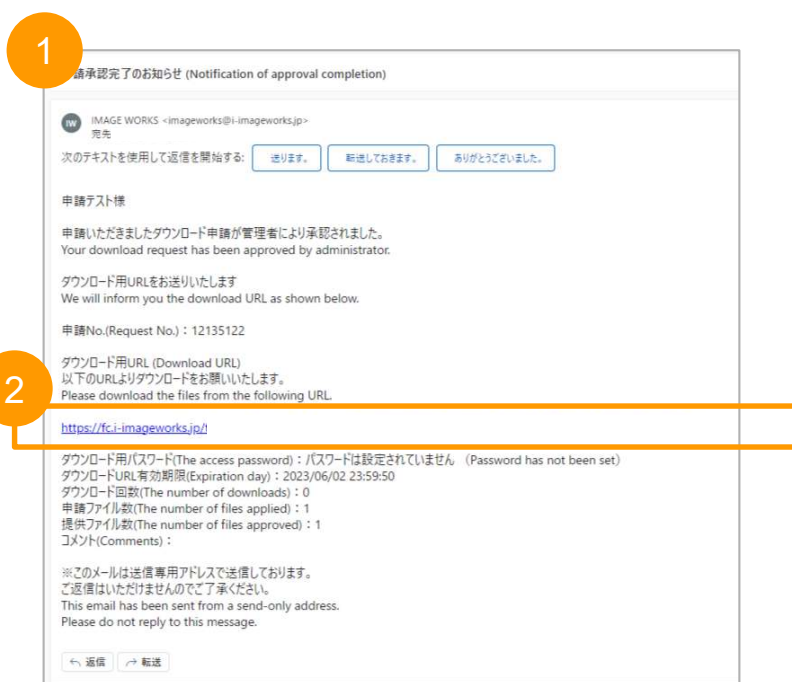 1
請承認完了のお知らせ (Notification of approval completion)
IW
IMAGE WORKS <imageworks@i-imageworks.jp>
宛先
次のテキストを使用して返信を開始する: 送ります。 転送しておきます。 ありがとうございました。
申請テスト様
申請いただきましたダウンロード申請が管理者により承認されました。
Your download request has been approved by administrator.
ダウンロード用URLをお送りいたします
We will inform you the download URL as shown below.
申請No.(Request No.)：12135122
ダウンロード用URL (Download URL)
以下のURLよりダウンロードをお願いいたします。
Please download the files from the following URL.
2
https://fc.i-imageworks.jp/
ダウンロード用パスワード(The access password)：パスワードは設定されていません （Password has not been set）
ダウンロードURL有効期限(Expiration day)：2023/06/02 23:59:50
ダウンロード回数(The number of downloads)：0
申請ファイル数(The number of files applied)：1
提供ファイル数(The number of files approved)：1
コメント(Comments)：
※このメールは送信専用アドレスで送信しております。
ご返信はいただけませんのでご了承ください。
This email has been sent from a send-only address.
Please do not reply to this message.
返信 転送